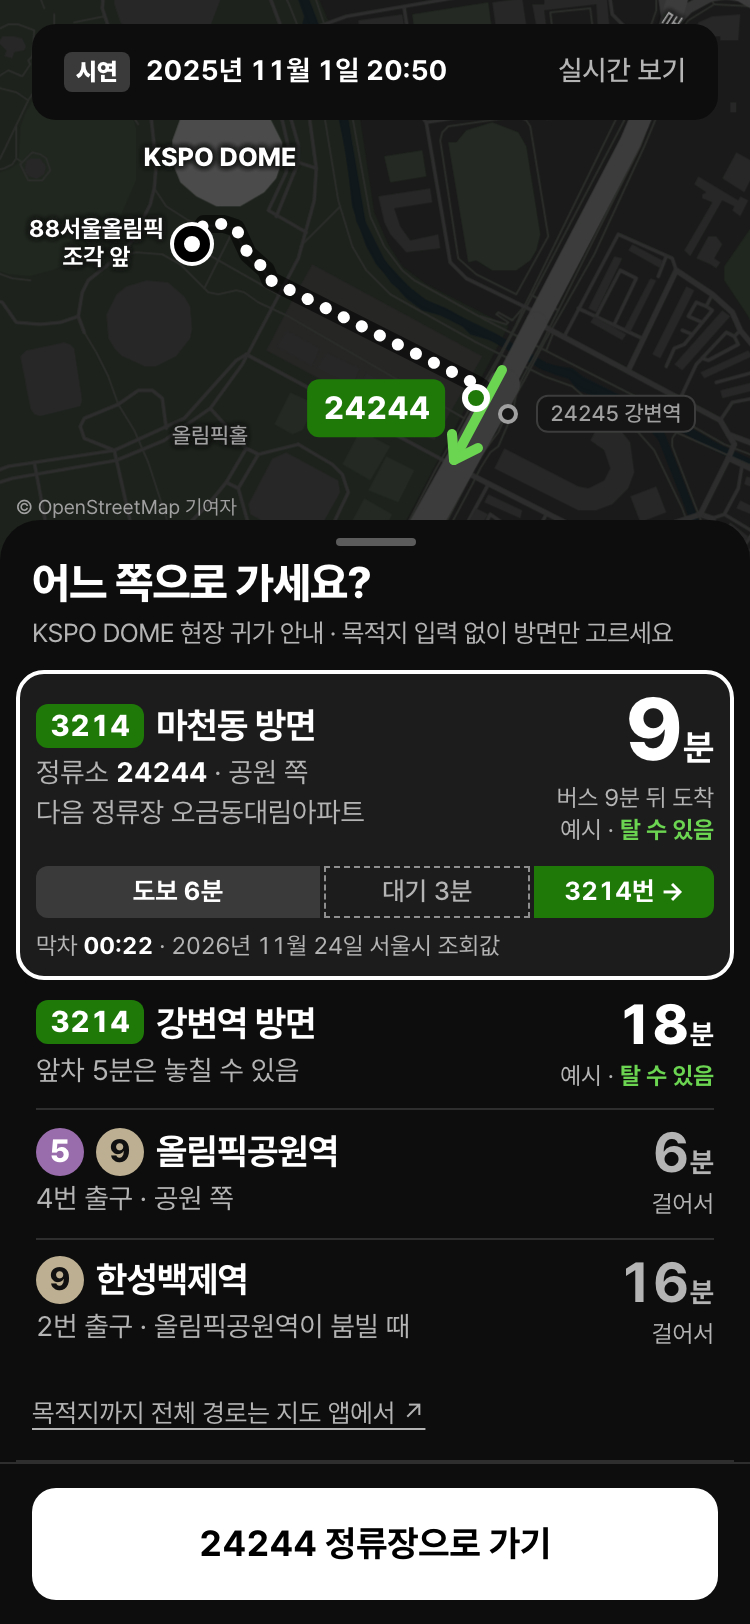 시연 2025년 11월 1일 20:50 실시간 보기
KSPO DOME
88서울올림픽
조각 앞
24244
24245 강변역
올림픽홀
© OpenStreetMap 기여자
어느 쪽으로 가세요?
KSPO DOME 현장 귀가 안내 · 목적지 입력 없이 방면만 고르세요
3214 마천동 방면 9분
정류소 24244 · 공원 쪽
다음 정류장 오금동대림아파트
버스 9분 뒤 도착
예시 · 탈 수 있음
도보 6분 대기 3분 3214번 →
막차 00:22 · 2026년 11월 24일 서울시 조회값
3214 강변역 방면 18분
앞차 5분은 놓칠 수 있음 예시 · 탈 수 있음
5 9 올림픽공원역 6분
4번 출구 · 공원 쪽 걸어서
9 한성백제역 16분
2번 출구 · 올림픽공원역이 붐빌 때 걸어서
목적지까지 전체 경로는 지도 앱에서 ↗
24244 정류장으로 가기